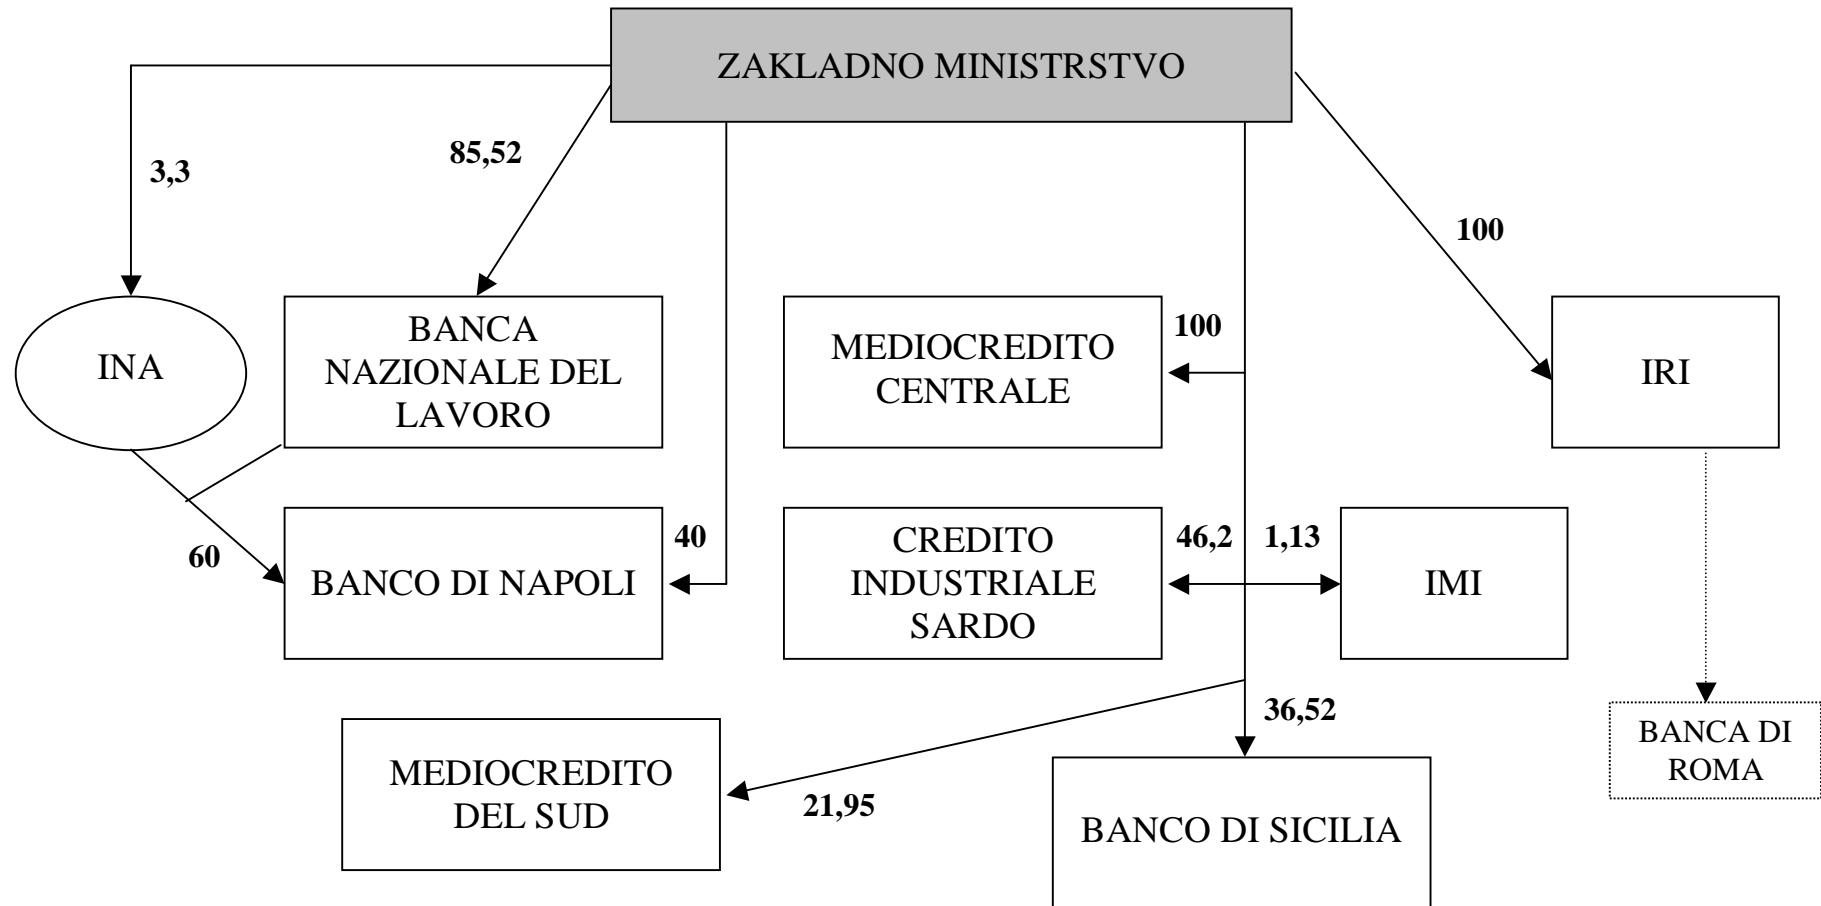 ZAKLADNO MINISTRSTVO
3,3
85,52
100
INA
BANCA
NAZIONALE DEL
LAVORO
MEDIOCREDITO
CENTRALE
100
IRI
60
BANCO DI NAPOLI
40
CREDITO
INDUSTRIALE
SARDO
46,2
1,13
IMI
MEDIOCREDITO
DEL SUD
21,95
36,52
BANCO DI SICILIA
BANCA DI
ROMA